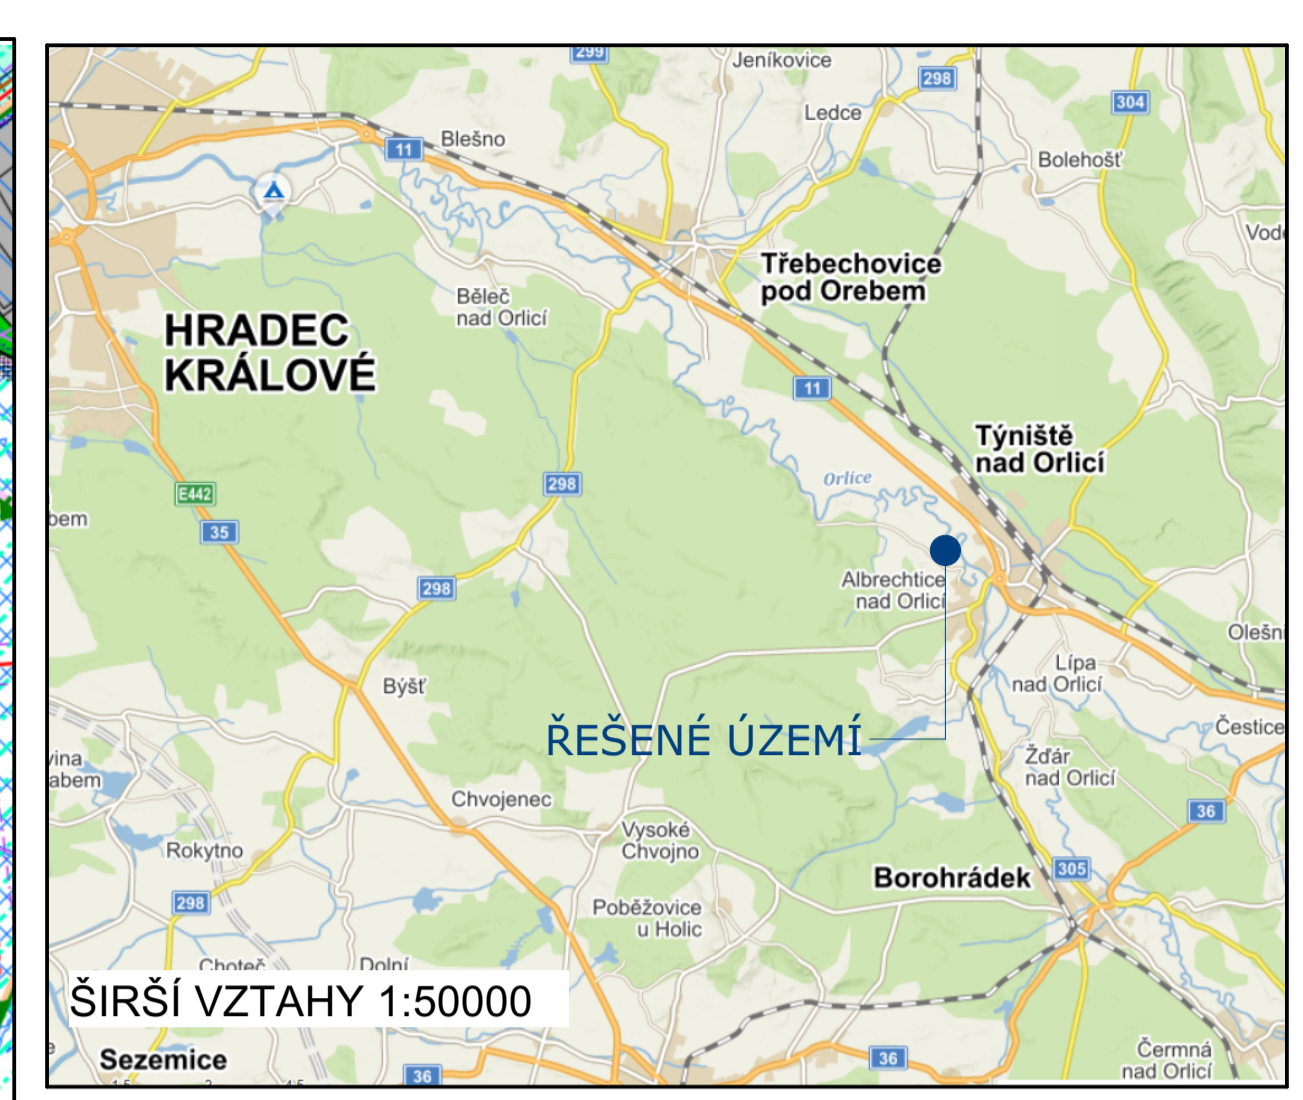 299
Jeníkovice
298
304
Ledce
11
Blešno
Bolehošť
Třebechovice
pod Orebem
Běleč
nad Orlicí
HRADEC
KRÁLOVÉ
11
Týniště
nad Orlicí
Orlice
298
E442
35
bem
Albrechtice
nad Orlicí
298
Lípa
nad Orlicí
Býšť
ŘEŠENÉ ÚZEMÍ
Čestice
Žďár
nad Orlicí
abem
Chvojenec
36
Vysoké
Chvojno
Rokytno
Borohrádek
305
298
Poběžovice
u Holic
Choteč
Dolní
ŠIRŠÍ VZTAHY 1:50000
Sezemice
36
36
Čermná
nad Orlicí